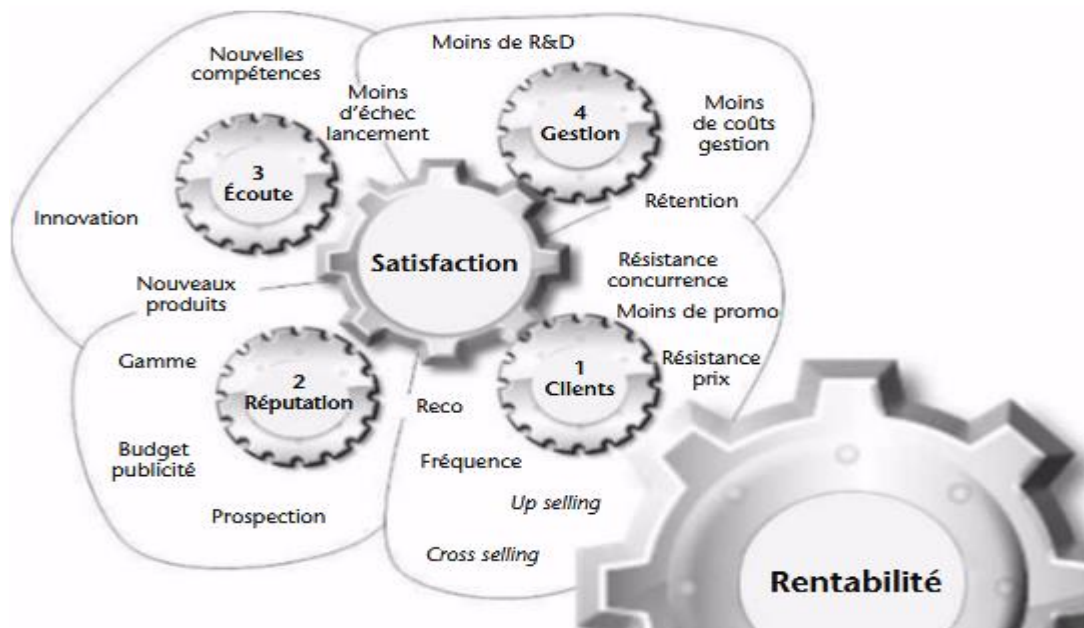 Moins de R&D
Nouvelles
compétences
Moins
d'échec
lancement
4
Gestion
Moins
de coûts
gestion
3
Écoute
Rétention
Innovation
Satisfaction
Résistance
concurrence
Nouveaux
produits
Moins de promo
Gamme
Résistance
prix
2
Réputation
1
Clients
Reco
Budget
publicité
Fréquence
Up selling
Prospection
Cross selling
Rentabilité